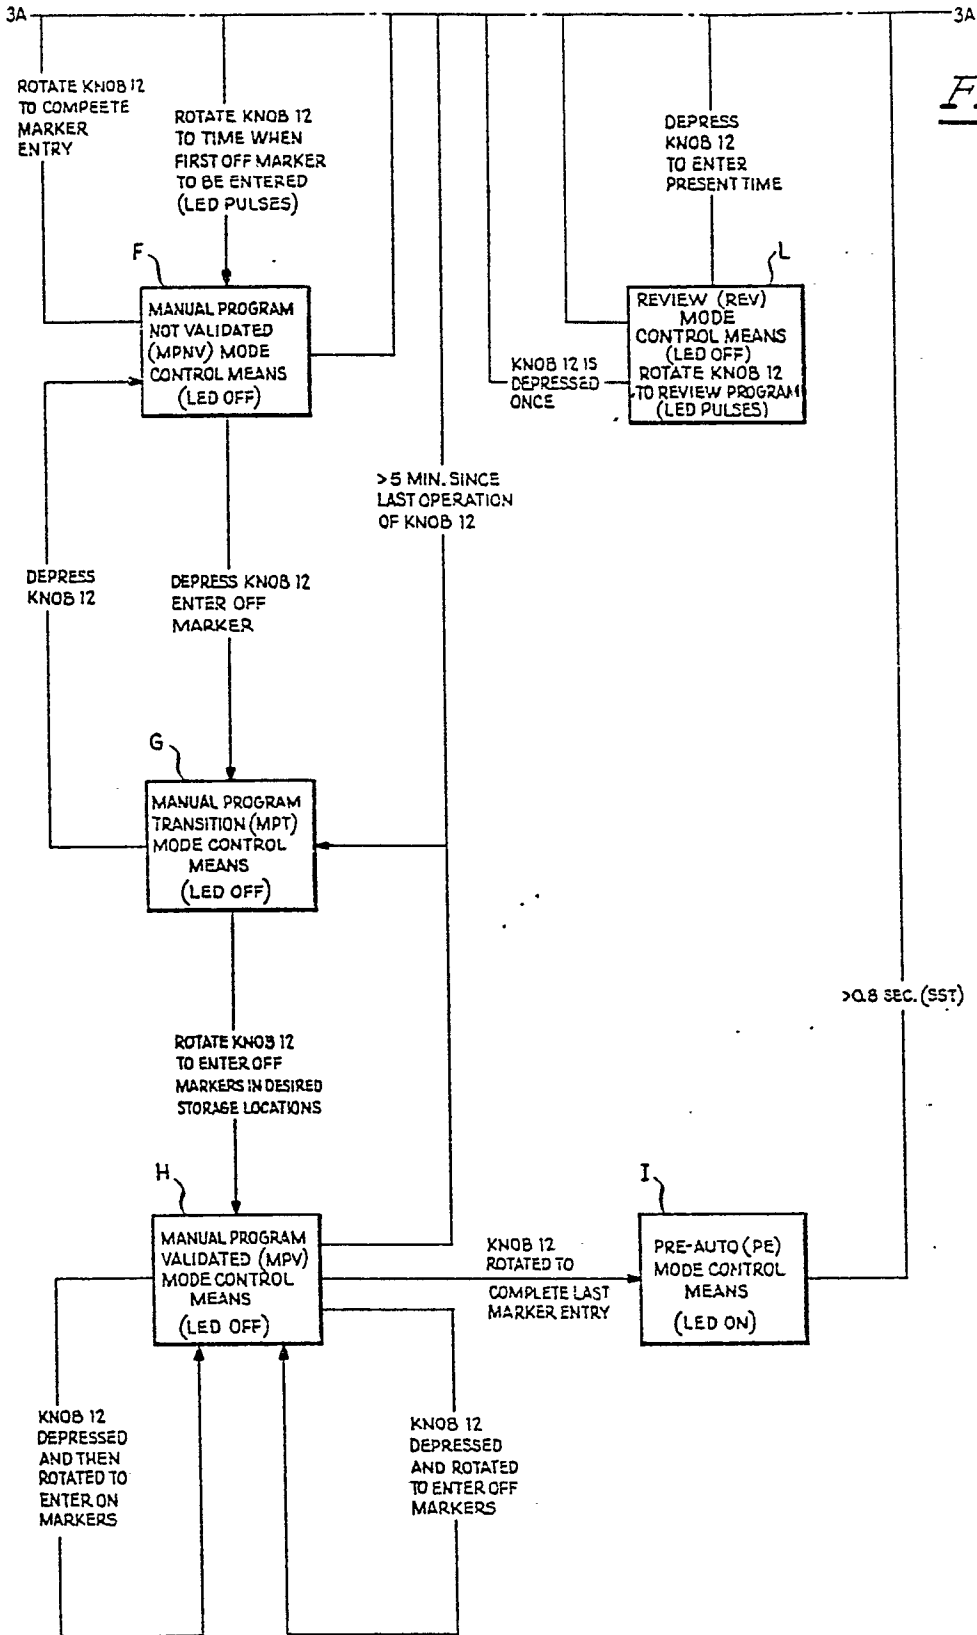 3A
3A
ROTATE KNOB 12
TO COMPEETE
MARKER
ENTRY
ROTATE KNOB 12
TO TIME WHEN
FIRST OFF MARKER
TO BE ENTERED
(LED PULSES)
DEPRESS
KNOB 12
TO ENTER
PRESENT TIME
F
MANUAL PROGRAM
NOT VALIDATED
(MPNV) MODE
CONTROL MEANS
(LED OFF)
L
REVIEW (REV)
MODE
CONTROL MEANS
(LED OFF)
ROTATE KNOB 12
TO REVIEW PROGRAM
(LED PULSES)
KNOB 12 IS
DEPRESSED
ONCE
>5 MIN. SINCE
LAST OPERATION
OF KNOB 12
DEPRESS
KNOB 12
DEPRESS KNOB 12
ENTER OFF
MARKER
G
MANUAL PROGRAM
TRANSITION (MPT)
MODE CONTROL
MEANS
(LED OFF)
>0.8 SEC. (SST)
ROTATE KNOB 12
TO ENTER OFF
MARKERS IN DESIRED
STORAGE LOCATIONS
H
MANUAL PROGRAM
VALIDATED (MPV)
MODE CONTROL
MEANS
(LED OFF)
KNOB 12
ROTATED TO
COMPLETE LAST
MARKER ENTRY
I
PRE-AUTO (PE)
MODE CONTROL
MEANS
(LED ON)
KNOB 12
DEPRESSED
AND THEN
ROTATED TO
ENTER ON
MARKERS
KNOB 12
DEPRESSED
AND ROTATED
TO ENTER OFF
MARKERS